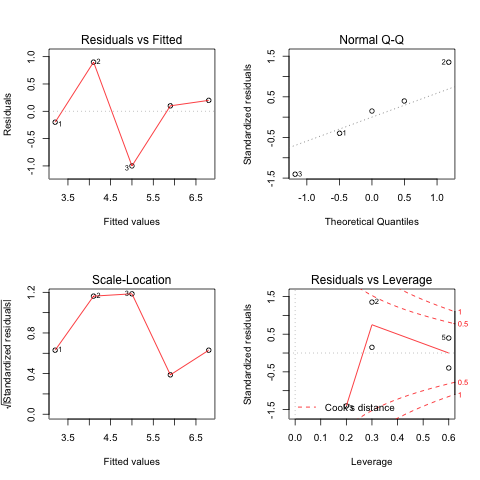 Residuals vs Fitted
Residuals
1.0
0.5
0.0
-0.5
-1.0
1
2
3
3.5 4.5 5.5 6.5
Fitted values
Normal Q-Q
Standardized residuals
1.5
0.5
-0.5
-1.5
2
1
3
-1.0 -0.5 0.0 0.5 1.0
Theoretical Quantiles
Scale-Location
√|Standardized residuals|
1.2
0.8
0.4
0.0
1
2
3
3.5 4.5 5.5 6.5
Fitted values
Residuals vs Leverage
Standardized residuals
1.5
0.5
-0.5
-1.5
2
5
1
0.5
0.5
1
Cook's distance
0.0 0.1 0.2 0.3 0.4 0.5 0.6
Leverage